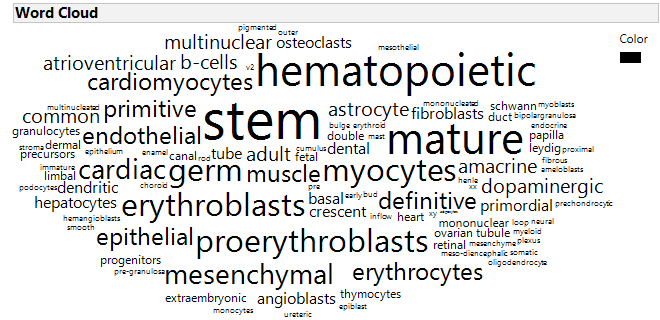 Word Cloud
Color
pigmented
outer
multinuclear osteoclasts
mesothelial
atrioventricular b-cells
v2
hematopoietic
cardiomyocytes
multinucleated
common
primitive
stem
astrocyte
mononucleated
fibroblasts
schwann
myoblasts
duct
bipolar
granulosa
granulocytes
endothelial
bulge
erythroid
double
mast
mature
endocrine
papilla
stroma
dermal
precursors
epithelium
enamel
canal
rod
tube
adult
cumulus
fetal
dental
leydig
proximal
immature
limbal
cardiac
germ
muscle
myocytes
amacrine
fibrous
ameloblasts
podocytes
dendritic
choroid
pre
henle
xx
dopaminergic
hepatocytes
erythroblasts
basal
early
bud
definitive
primordial
prechondrocytic
hemangioblasts
smooth
crescent
inflow
heart
xy
mononuclear
loop
neural
epithelial
proerythroblasts
ovarian
tubule
myeloid
retinal
mesenchyme
plexus
meso-diencephalic
somatic
oligodendrocyte
progenitors
pre-granulosa
mesenchymal
erythrocytes
extraembryonic
angioblasts
thymocytes
monocytes
ureteric
epiblast